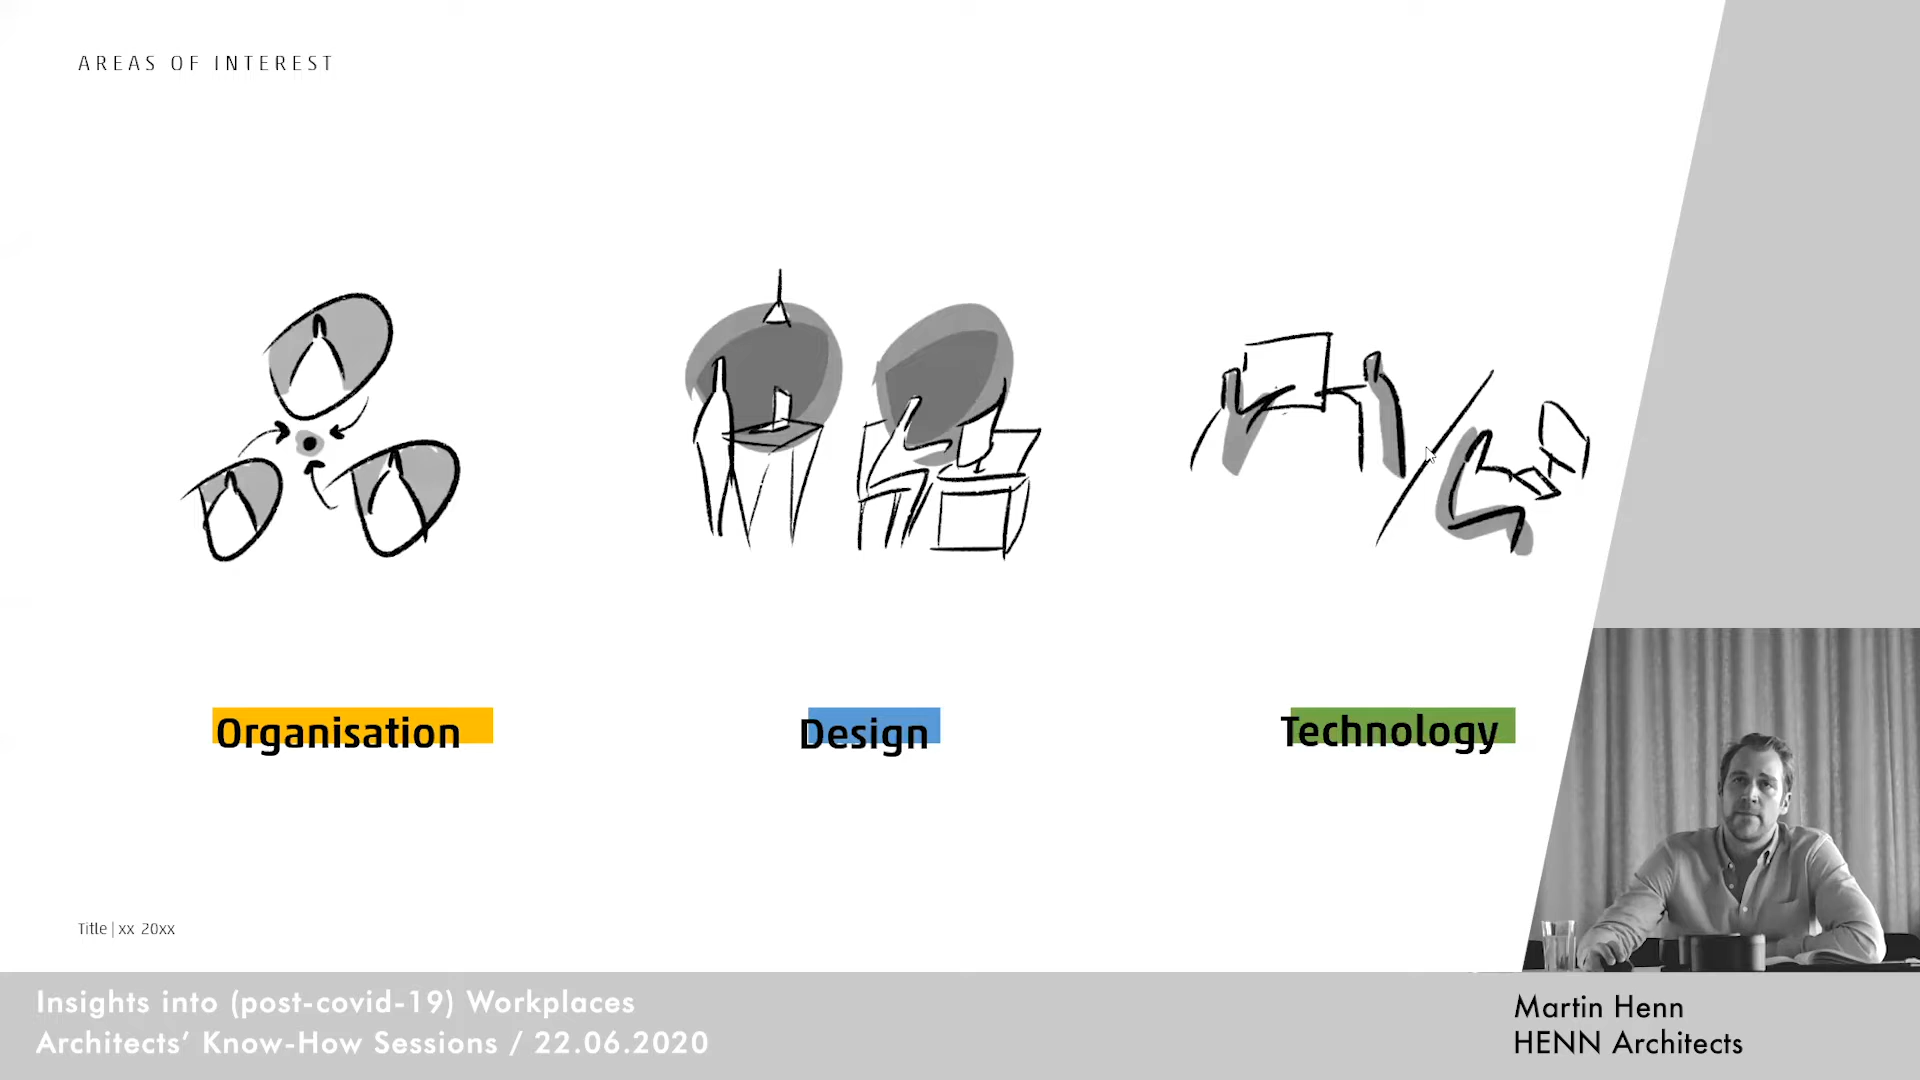 AREAS OF INTEREST
Organisation
Design
Technology
Title | xx 20xx
Insights into (post-covid-19) Workplaces
Architects’ Know-How Sessions / 22.06.2020
Martin Henn
HENN Architects